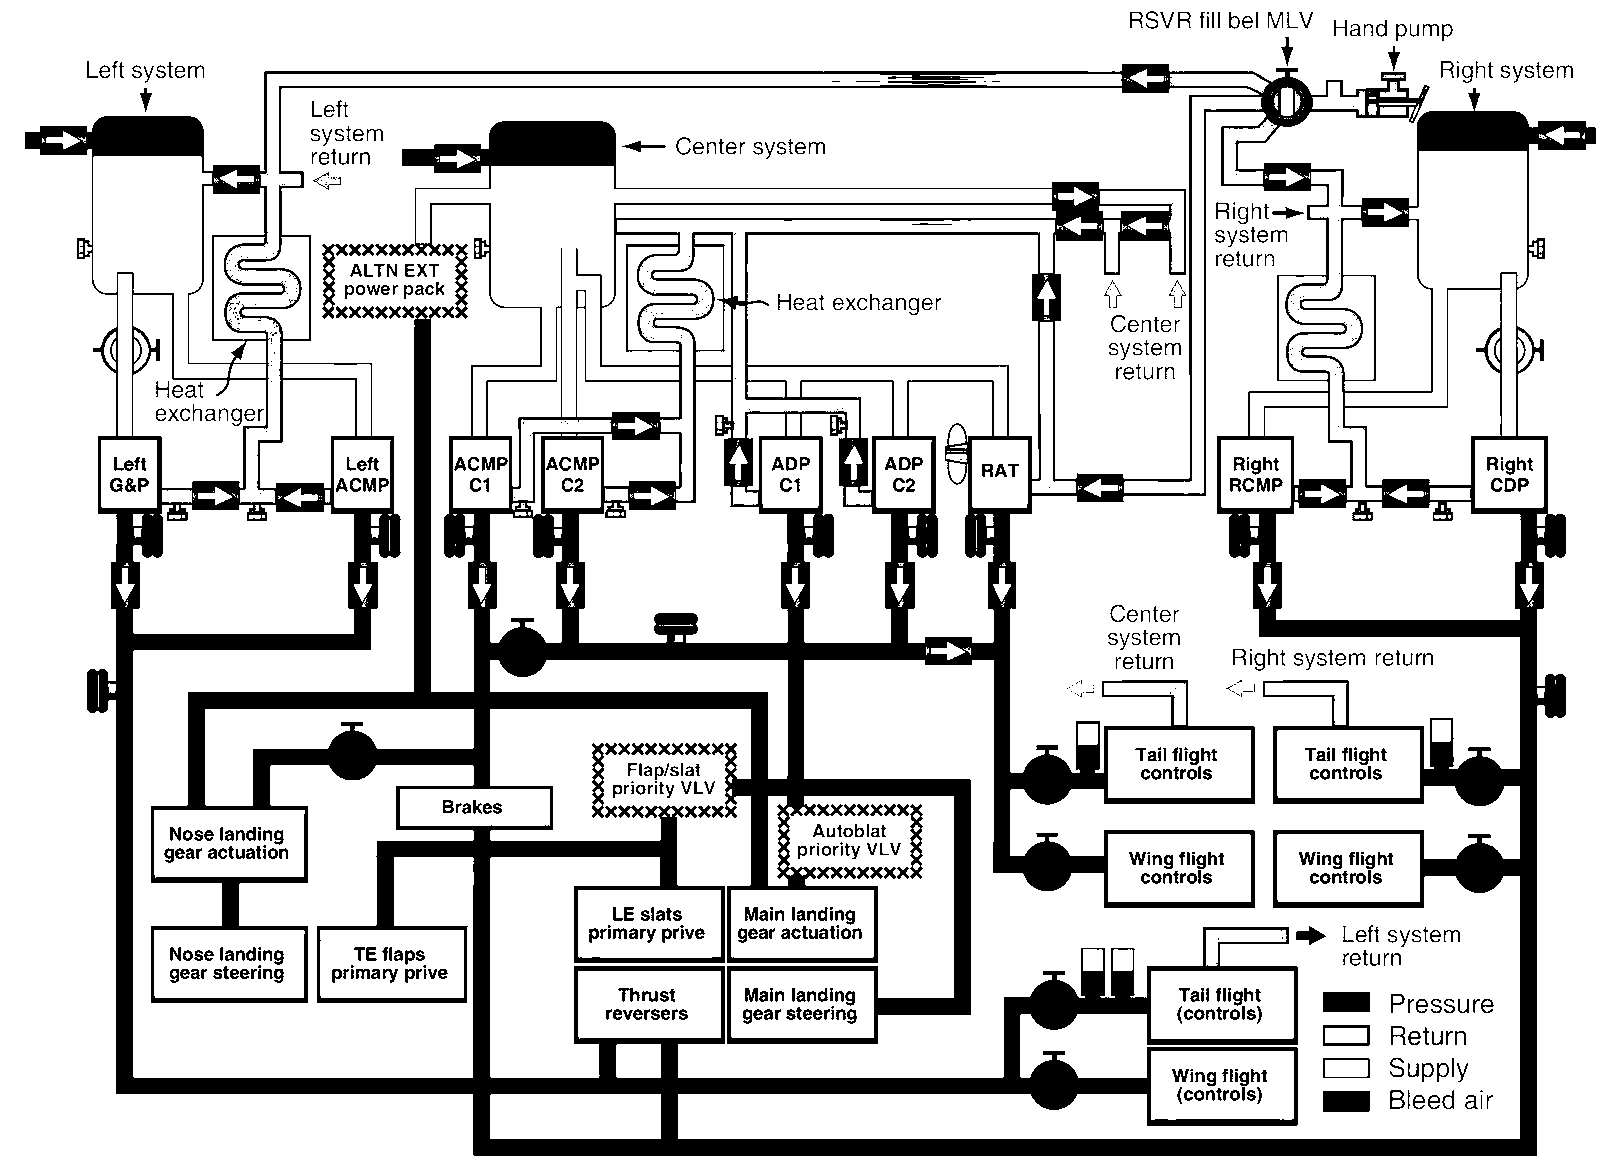 RSVR fill bel MLV
Hand pump
Left system
Right system
Left
system
return
Center system
Right
system
return
ALTN EXT
power pack
Heat exchanger
Center
system
return
Heat
exchanger
Left
G&P
Left
ACMP
ACMP
C1
ACMP
C2
ADP
C1
ADP
C2
RAT
Right
RCMP
Right
CDP
Center
system
return
Right system return
Flap/slat
priority VLV
Tail flight
controls
Tail flight
controls
Brakes
Nose landing
gear actuation
Autoblat
priority VLV
Wing flight
controls
Wing flight
controls
LE slats
primary prive
Main landing
gear actuation
Nose landing
gear steering
TE flaps
primary prive
Left system
return
Thrust
reversers
Main landing
gear steering
Tail flight
(controls)
Wing flight
(controls)
Pressure
Return
Supply
Bleed air